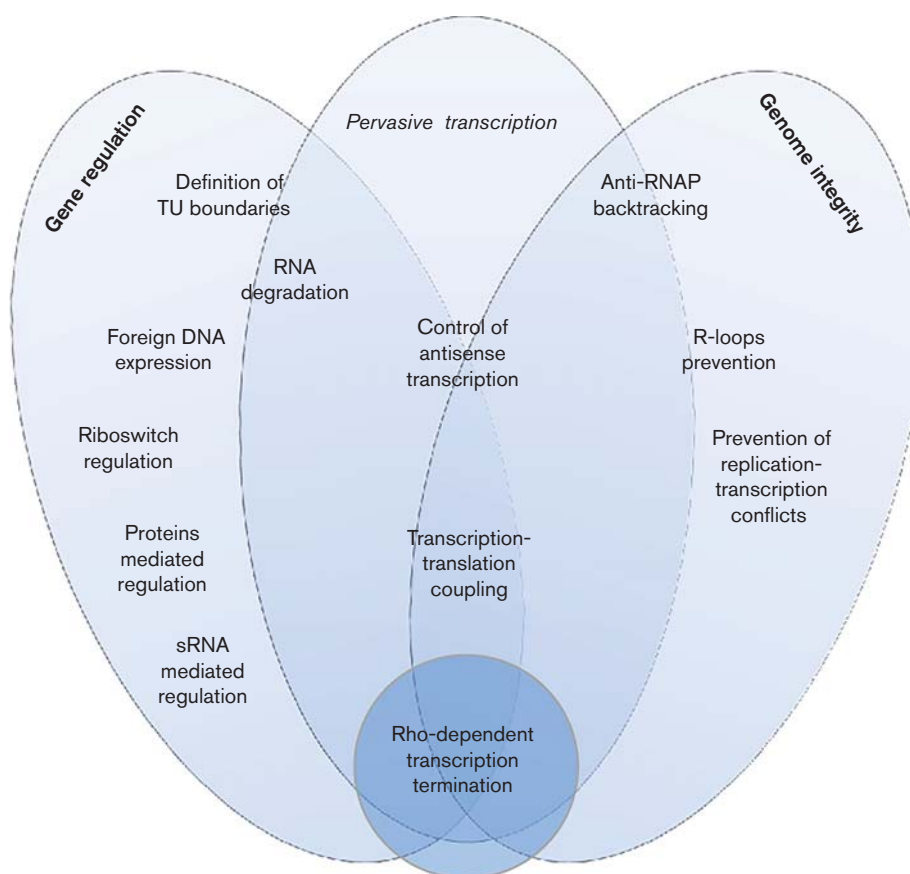 Gene regulation
Pervasive transcription
Genome integrity
Definition of
TU boundaries
Anti-RNAP
backtracking
RNA
degradation
Foreign DNA
expression
Control of
antisense
transcription
R-loops
prevention
Riboswitch
regulation
Prevention of
replication-
transcription
conflicts
Proteins
mediated
regulation
Transcription-
translation
coupling
sRNA
mediated
regulation
Rho-dependent
transcription
termination